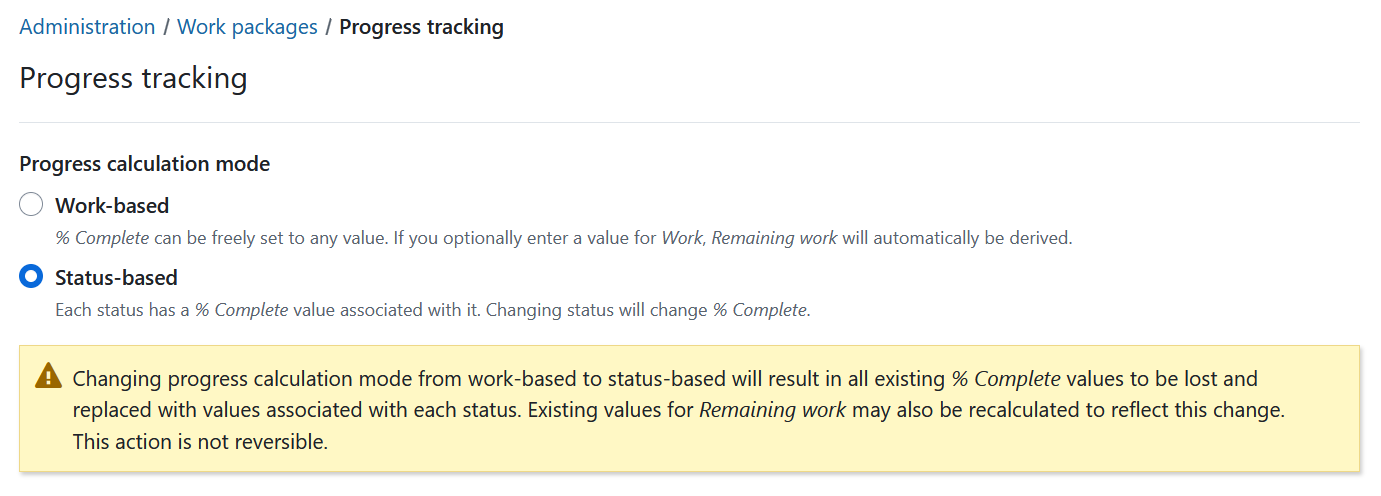 Administration / Work packages / Progress tracking
Progress tracking
Progress calculation mode
Work-based
% Complete can be freely set to any value. If you optionally enter a value for Work, Remaining work will automatically be derived.
Status-based
Each status has a % Complete value associated with it. Changing status will change % Complete.
Changing progress calculation mode from work-based to status-based will result in all existing % Complete values to be lost and
replaced with values associated with each status. Existing values for Remaining work may also be recalculated to reflect this change.
This action is not reversible.